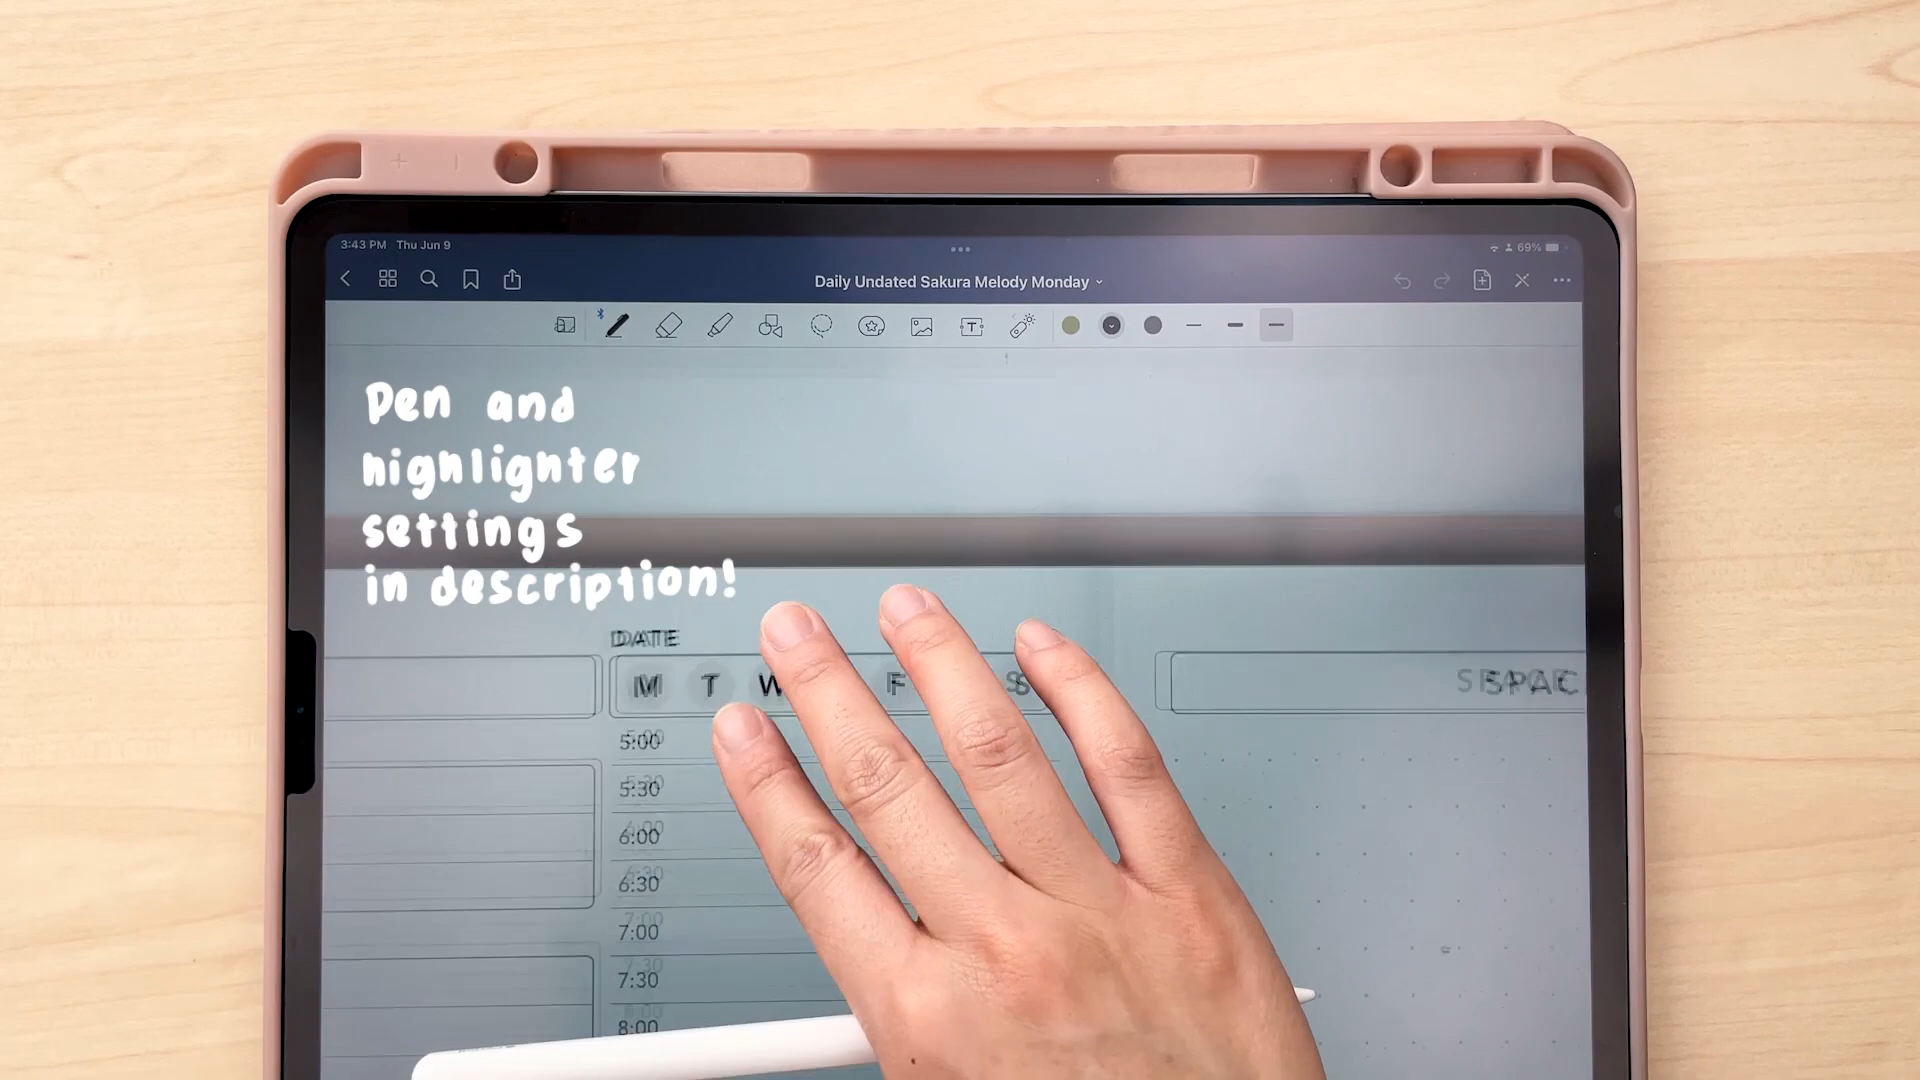 3:43 PM Thu Jun 9
69%
Daily Undated Sakura Melody Monday
T
Pen and
highlighter
settings
in description!
DATE
M T W F S
SPACE
5:00
5:30
6:00
6:30
7:00
7:30
8:00